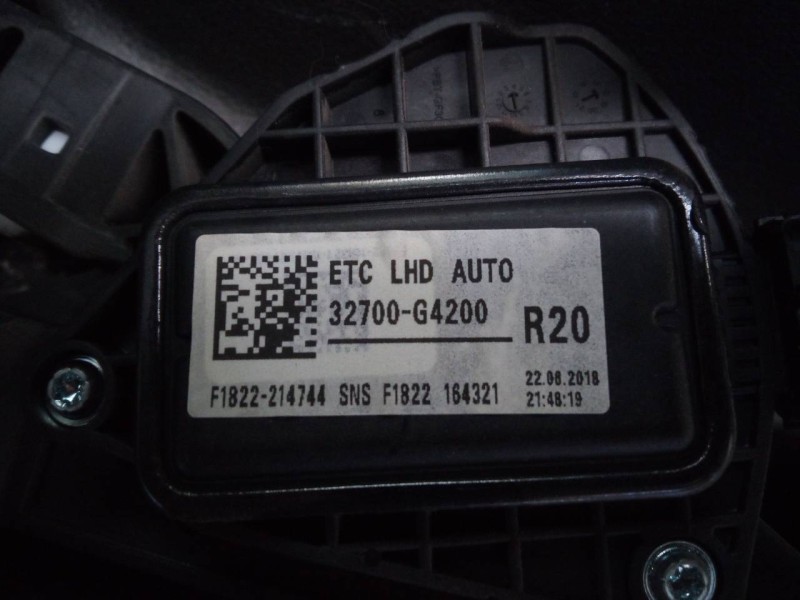 ETC LHD AUTO
32700-G4200
R20
F1822-214744 SNS F1822 164321
22.06.2018
21:48:19